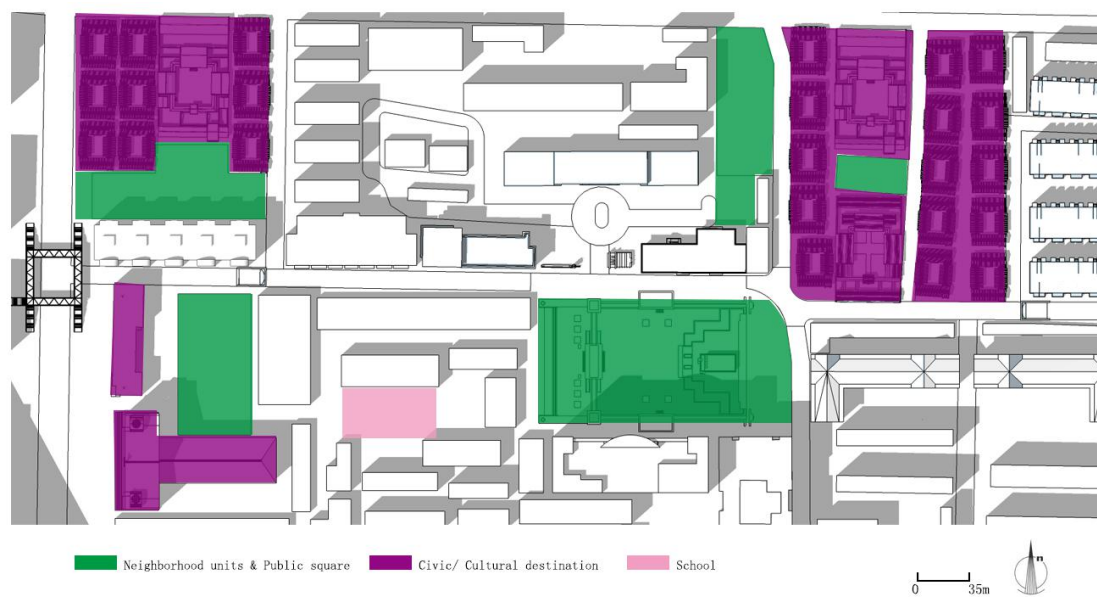 Neighborhood units & Public square
Civic/ Cultural destination
School
n
0 35m